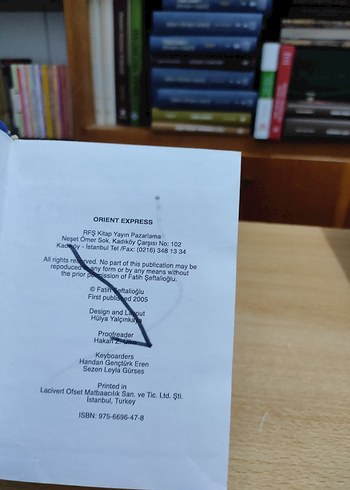 ORIENT EXPRESS
RFŞ Kitap Yayın Pazarlama
Neşet Ömer Sok. Kadıköy Çarşısı No: 102
Kadıköy - İstanbul Tel /Fax: (0216) 348 13 34
All rights reserved. No part of this publication may be
repoduced any form or by any means without
the prior permission of Fatih Şeftalioğlu.
© Fatih Şeftalioğlu
First published 2005
Design and Layout
Hülya Yalçınkaya
Proofreader
Hakan
Keyboarders
Handan Gençtürk Eren
Sezen Leyla Gürses
Printed in
Lacivert Ofset Matbaacılık San. ve Tic. Ltd. Şti.
İstanbul, Turkey
ISBN: 975-6696-47-8